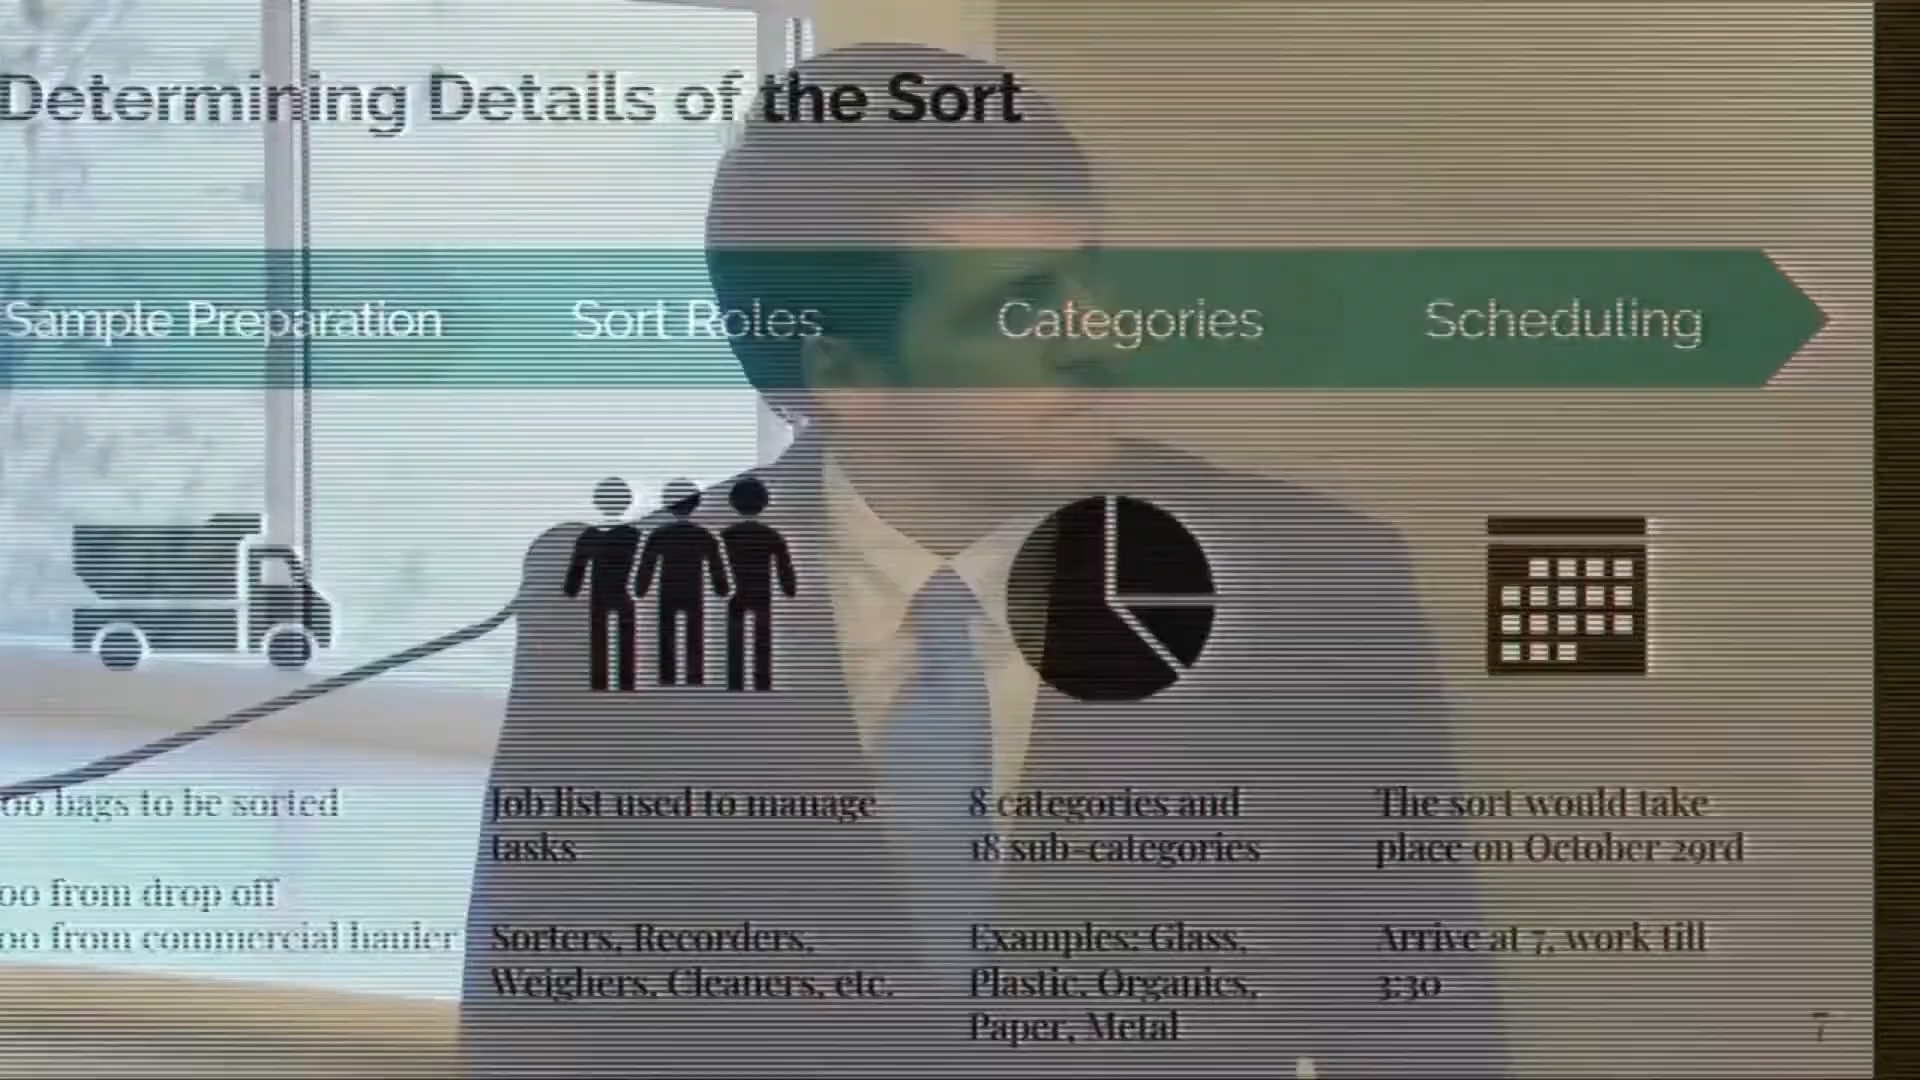 Determining Details of the Sort
Sample Preparation
Sort Roles
Categories
Scheduling
oo bags to be sorted
oo from drop off
oo from commercial hauler
Job list used to manage
tasks
Sorters, Recorders,
Weighers, Cleaners, etc.
8 categories and
18 sub-categories
Examples: Glass,
Plastic, Organics,
Paper, Metal
The sort would take
place on October 29rd
Arrive at 7, work till
3:30
7